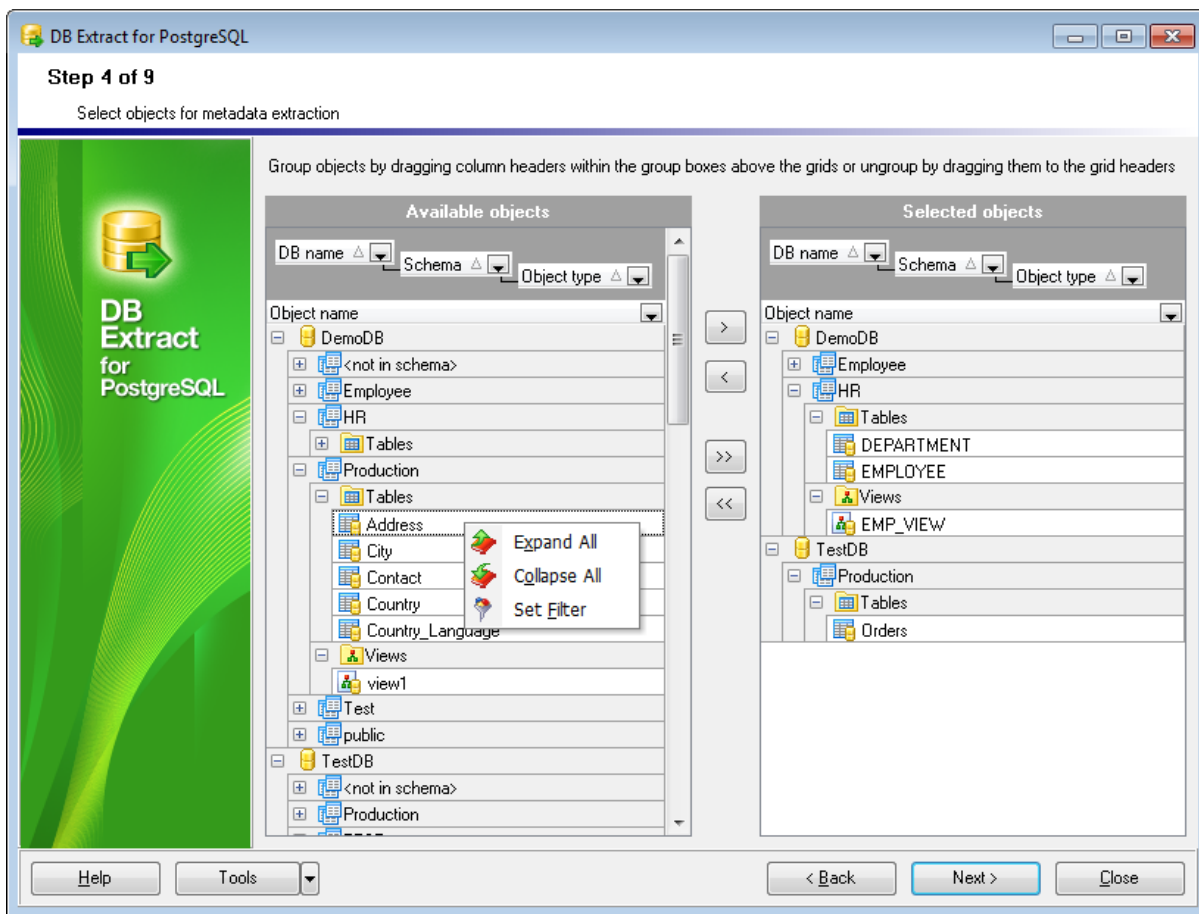 DB Extract for PostgreSQL
Step 4 of 9
Select objects for metadata extraction
Group objects by dragging column headers within the group boxes above the grids or ungroup by dragging them to the grid headers
DB
Extract
for
PostgreSQL
Available objects
DB name
Schema
Object type
Object name
DemoDB
<not in schema>
Employee
HR
Tables
Production
Tables
Address
City
Contact
Country
Country_Language
Views
view1
Test
public
TestDB
<not in schema>
Production
Expand All
Collapse All
Set Filter
>
<
>>
<<
Selected objects
DB name
Schema
Object type
Object name
DemoDB
Employee
HR
Tables
DEPARTMENT
EMPLOYEE
Views
EMP_VIEW
TestDB
Production
Tables
Orders
Help
Tools
< Back
Next >
Close